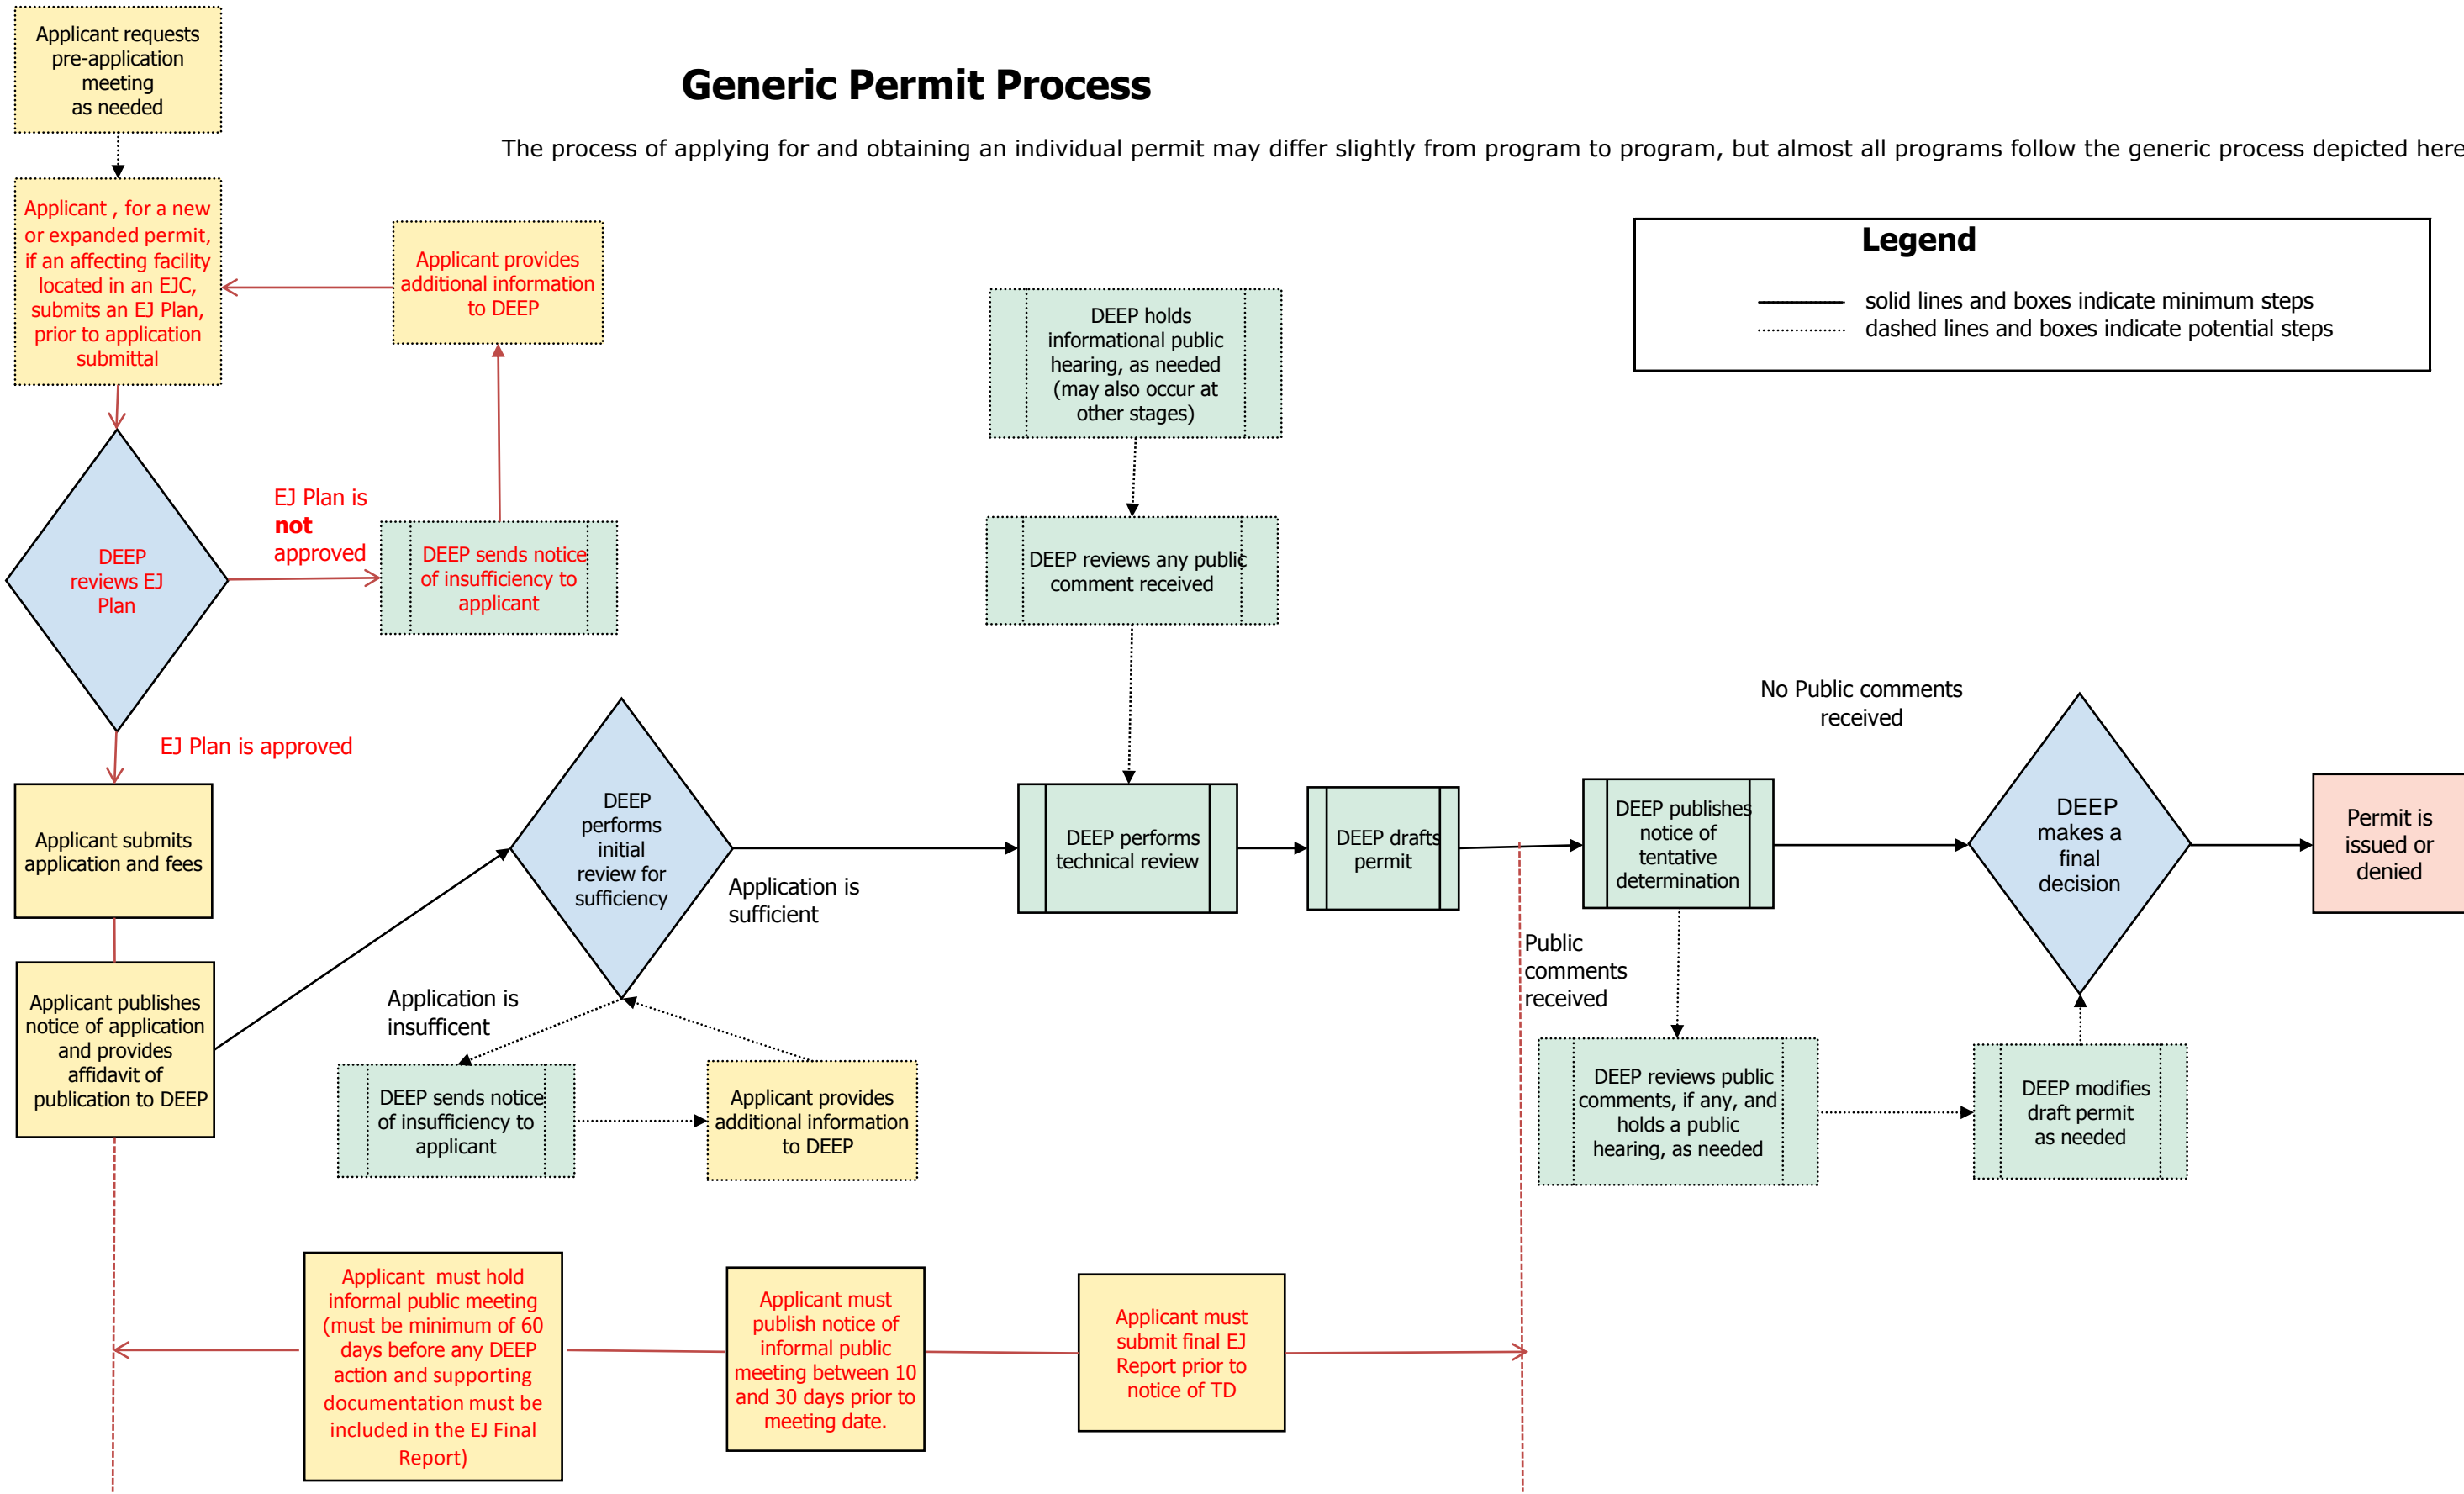 Applicant requests
pre-application
meeting
as needed
Generic Permit Process
The process of applying for and obtaining an individual permit may differ slightly from program to program, but almost all programs follow the generic process depicted here
Applicant , for a new
or expanded permit,
if an affecting facility
located in an EJC,
submits an EJ Plan,
prior to application
submittal
Applicant provides
additional information
to DEEP
Legend
solid lines and boxes indicate minimum steps
dashed lines and boxes indicate potential steps
DEEP holds
informational public
hearing, as needed
(may also occur at
other stages)
DEEP
reviews EJ
Plan
EJ Plan is
not
approved
DEEP sends notice
of insufficiency to
applicant
DEEP reviews any public
comment received
EJ Plan is approved
Applicant submits
application and fees
DEEP
performs
initial
review for
sufficiency
Application is
sufficient
DEEP performs
technical review
DEEP drafts
permit
DEEP publishes
notice of
tentative
determination
No Public comments
received
DEEP
makes a
final
decision
Permit is
issued or
denied
Applicant publishes
notice of application
and provides
affidavit of
publication to DEEP
Application is
insufficent
DEEP sends notice
of insufficiency to
applicant
Applicant provides
additional information
to DEEP
Public
comments
received
DEEP reviews public
comments, if any, and
holds a public
hearing, as needed
DEEP modifies
draft permit
as needed
Applicant  must hold
informal public meeting
(must be minimum of 60
days before any DEEP
action and supporting
documentation must be
included in the EJ Final
Report)
Applicant must
publish notice of
informal public
meeting between 10
and 30 days prior to
meeting date.
Applicant must
submit final EJ
Report prior to
notice of TD